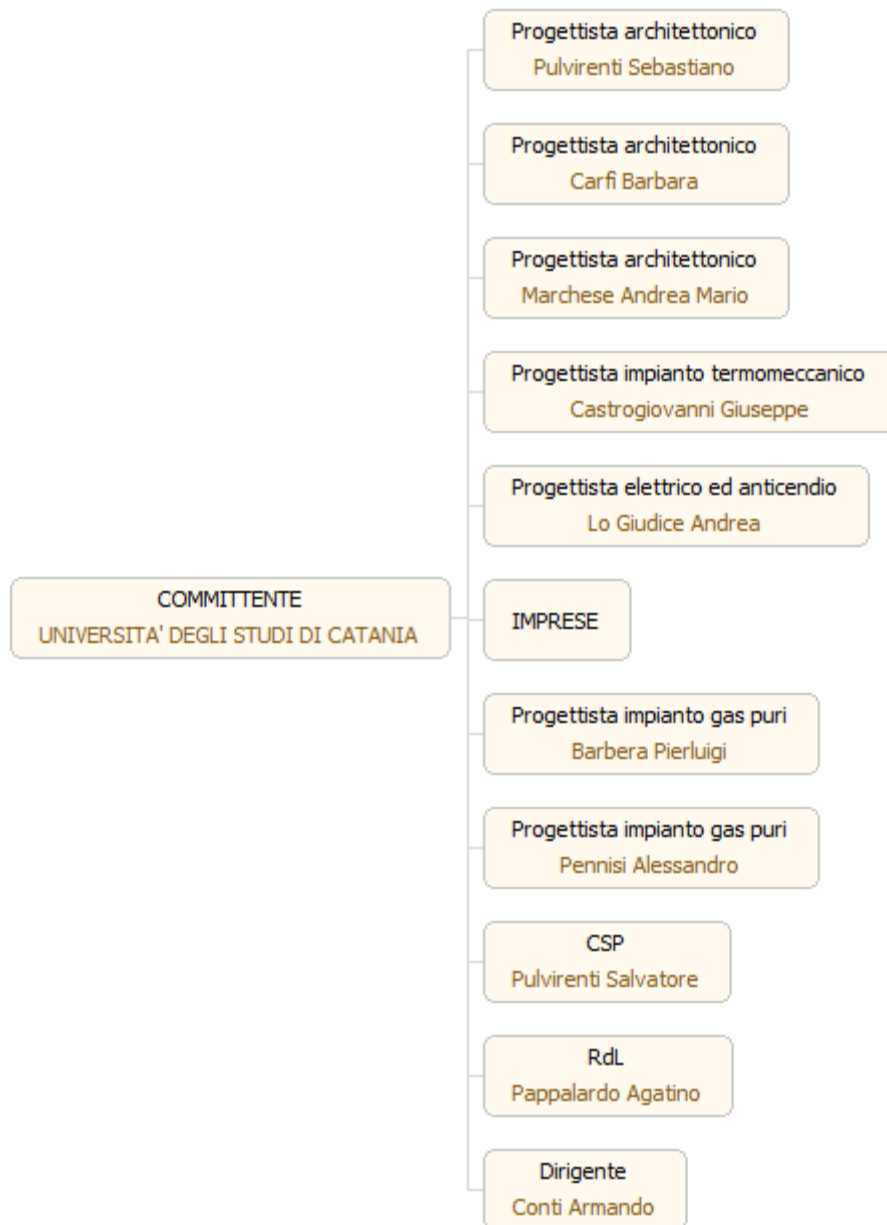 Progettista architettonico
Pulvirenti Sebastiano
Progettista architettonico
Carfì Barbara
Progettista architettonico
Marchese Andrea Mario
Progettista impianto termomeccanico
Castrogiovanni Giuseppe
Progettista elettrico ed anticendio
Lo Giudice Andrea
COMMITTENTE
UNIVERSITA' DEGLI STUDI DI CATANIA
IMPRESE
Progettista impianto gas puri
Barbera Pierluigi
Progettista impianto gas puri
Pennisi Alessandro
CSP
Pulvirenti Salvatore
RdL
Pappalardo Agatino
Dirigente
Conti Armando